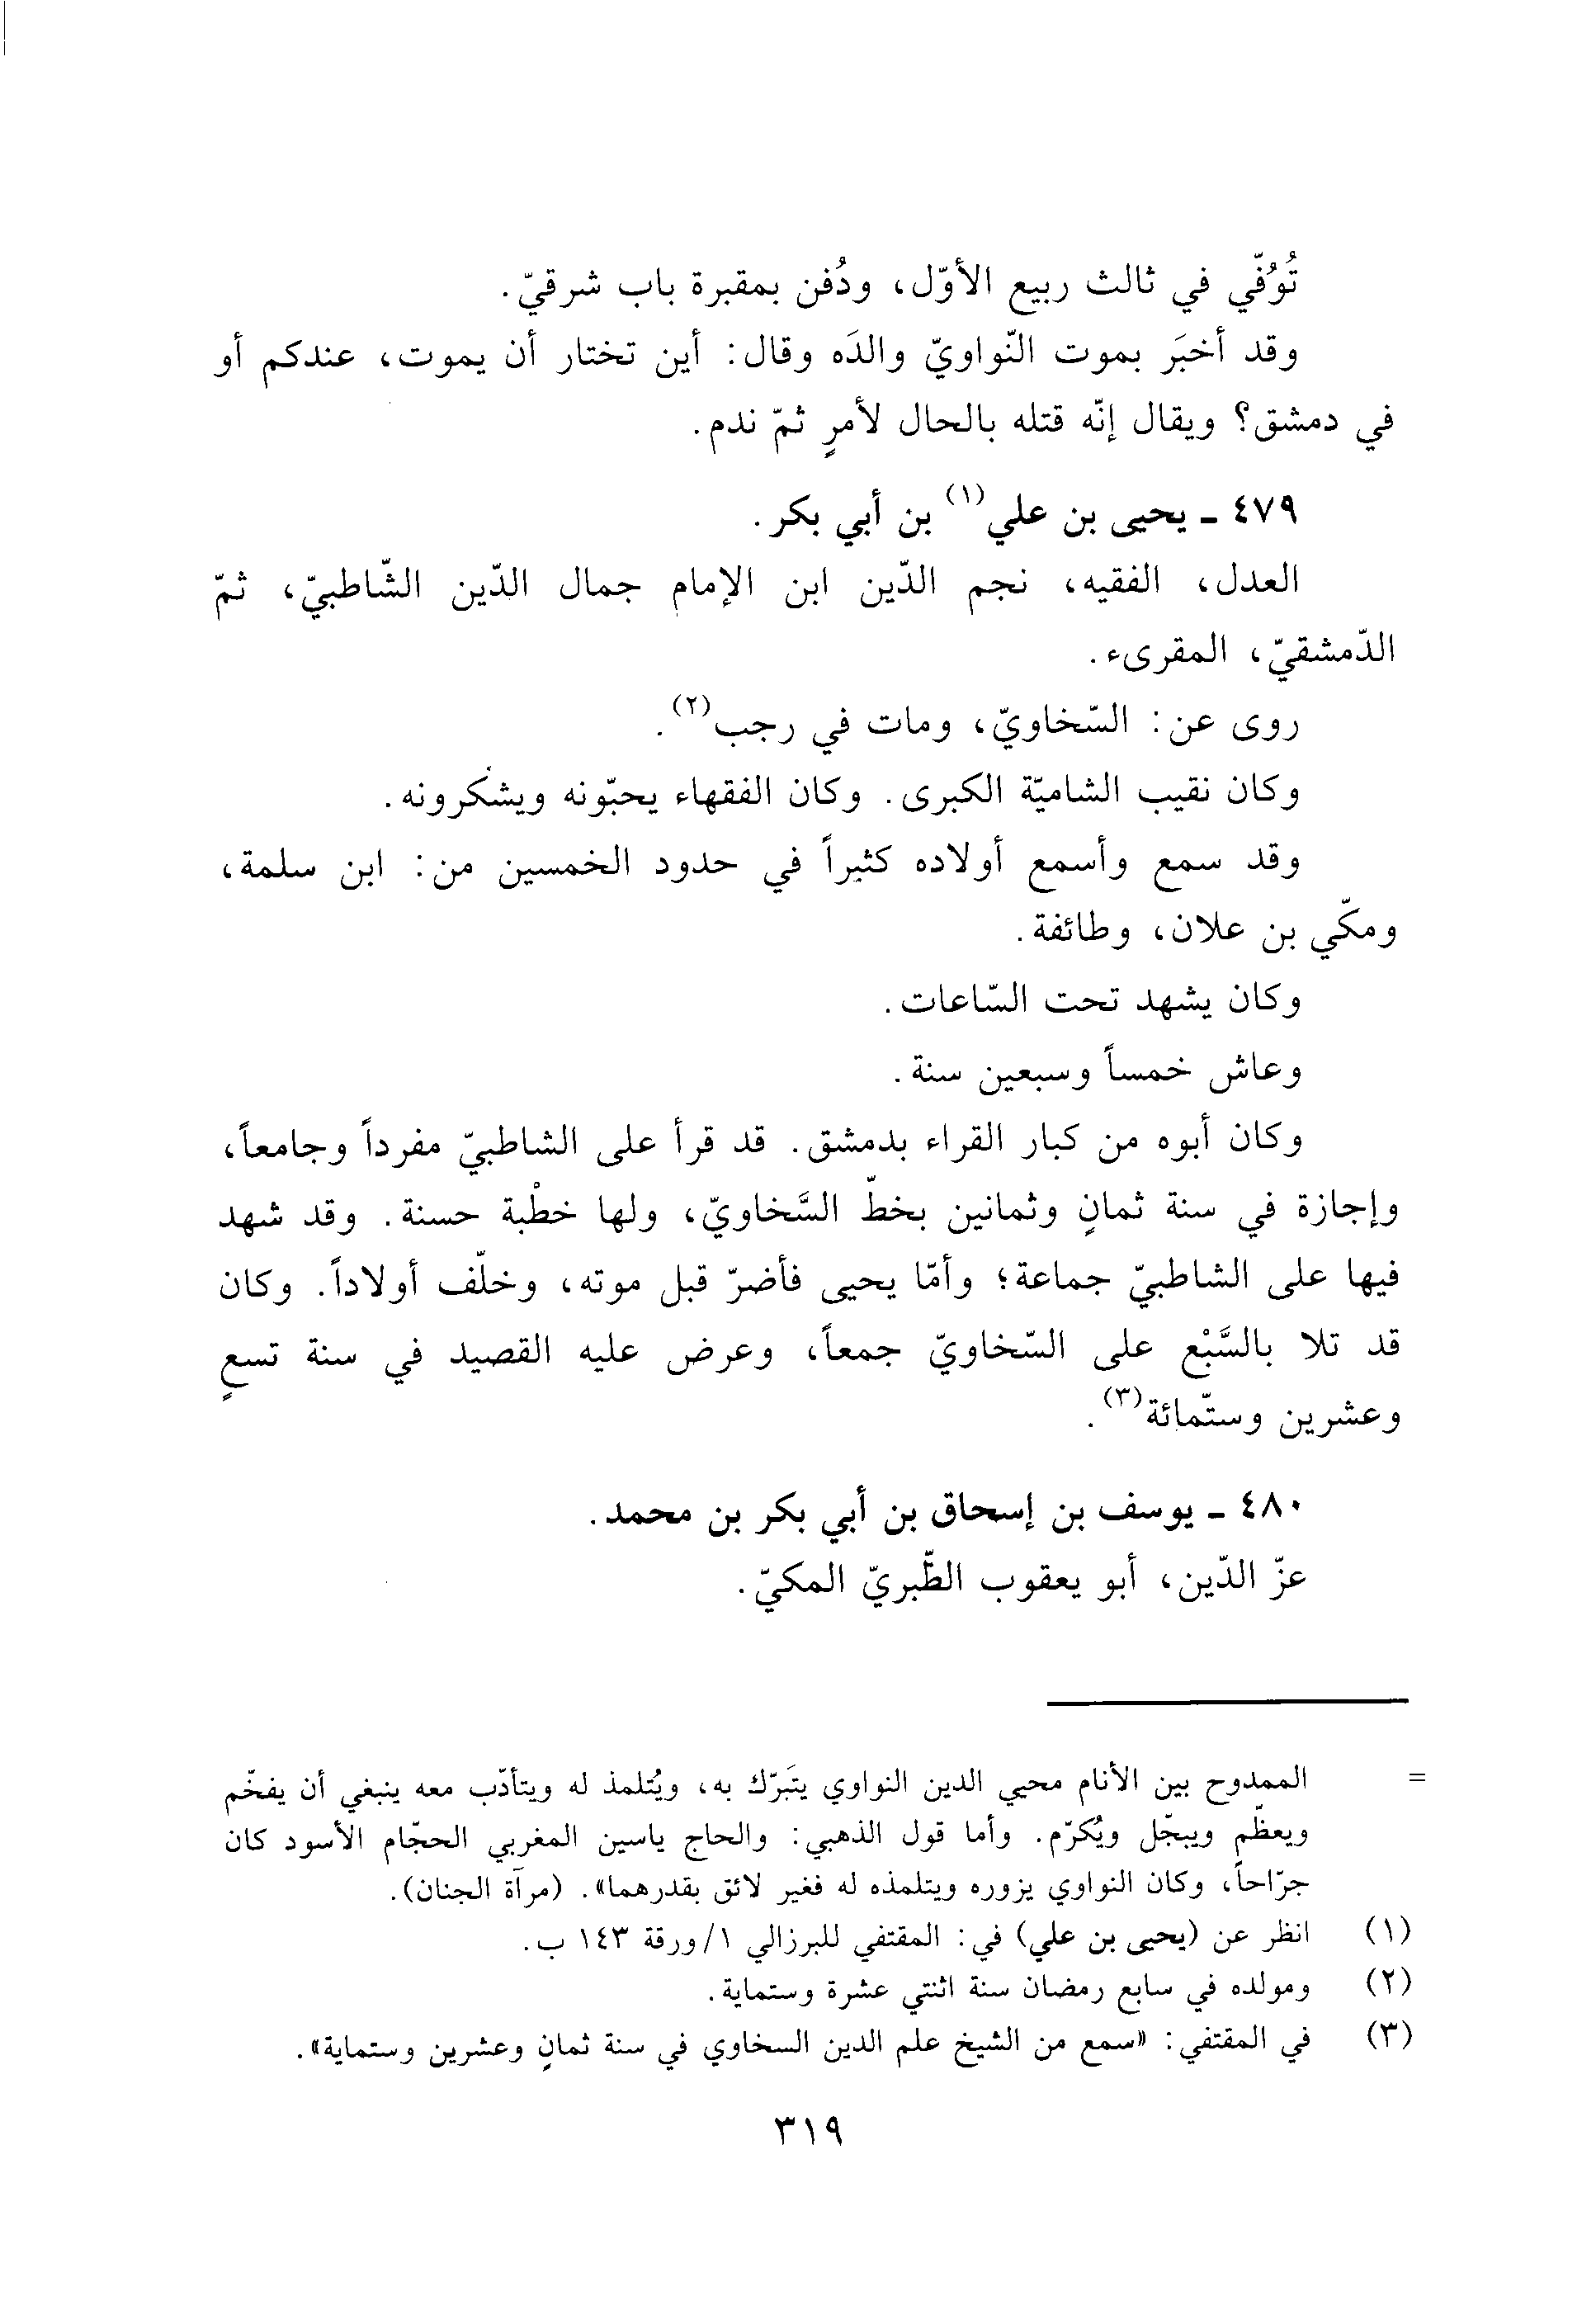 تُوُفّي في ثالث ربيع الأوّل، ودُفن بمقبرة باب شرقيّ.
وقد أخبَر بموت النّواويّ والدَه وقال: أين تختار أن يموت، عندكم أو
في دمشق؟ ويقال إنّه قتله بالحال لأمرٍ ثمّ ندم.
٤٧٩ ـ يحيى بن علي(١) بن أبي بكر.
العدل، الفقيه، نجم الدّين ابن الإمام جمال الدّين الشّاطبيّ، ثمّ
الدّمشقيّ، المقرىء.
روى عن: السّخاويّ، ومات في رجب(٢).
وكان نقيب الشاميّة الكبرى. وكان الفقهاء يحبّونه ويشكرونه.
وقد سمع وأسمع أولاده كثيراً في حدود الخمسين من: ابن سلمة،
ومكّي بن علان، وطائفة.
وكان يشهد تحت السّاعات.
وعاش خمساً وسبعين سنة.
وكان أبوه من كبار القراء بدمشق. قد قرأ على الشاطبيّ مفرداً وجامعاً،
وإجازة في سنة ثمانٍ وثمانين بخطّ السَّخاويّ، ولها خطْبة حسنة. وقد شهد
فيها على الشاطبيّ جماعة؛ وأمّا يحيى فأضرّ قبل موته، وخلّف أولاداً. وكان
قد تلا بالسَّبْع على السّخاويّ جمعاً، وعرض عليه القصيد في سنة تسعٍ
وعشرين وستّمائة(٣).
٤٨٠ ـ يوسف بن إسحاق بن أبي بكر بن محمد.
عزّ الدّين، أبو يعقوب الطّبريّ المكيّ.
= الممدوح بين الأنام محيي الدين النواوي يتَبرّك به، ويُتلمذ له ويتأدّب معه ينبغي أن يفخّم
ويعظّم ويبجّل ويُكرّم. وأما قول الذهبي: والحاج ياسين المغربي الحجّام الأسود كان
جرّاحاً، وكان النواوي يزوره ويتلمذه له فغير لائق بقدرهما». (مرآة الجنان).
(١) انظر عن (يحيى بن علي) في: المقتفي للبرزالي ١/ورقة ١٤٣ ب.
(٢) ومولده في سابع رمضان سنة اثنتي عشرة وستماية.
(٣) في المقتفي: «سمع من الشيخ علم الدين السخاوي في سنة ثمانٍ وعشرين وستماية».
٣١٩